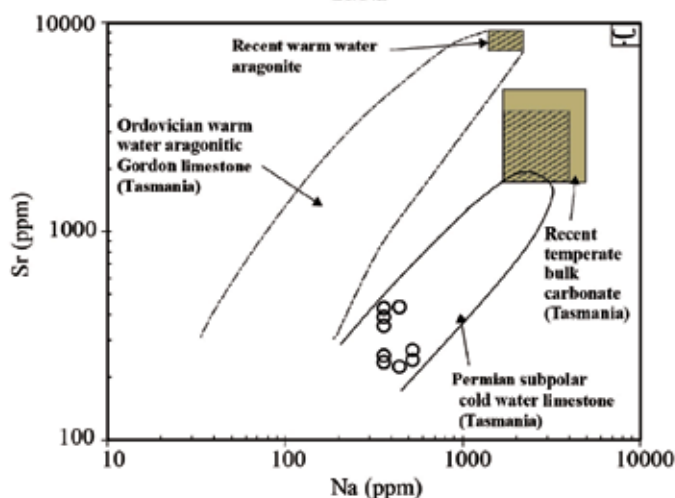 10000
Recent warm water
aragonite
C
Ordovician warm
water aragonitic
Gordon limestone
(Tasmania)
Sr (ppm)
1000
Recent
temperate
bulk
carbonate
(Tasmania)
Permian subpolar
cold water limestone
(Tasmania)
100
10
100
1000
10000
Na (ppm)